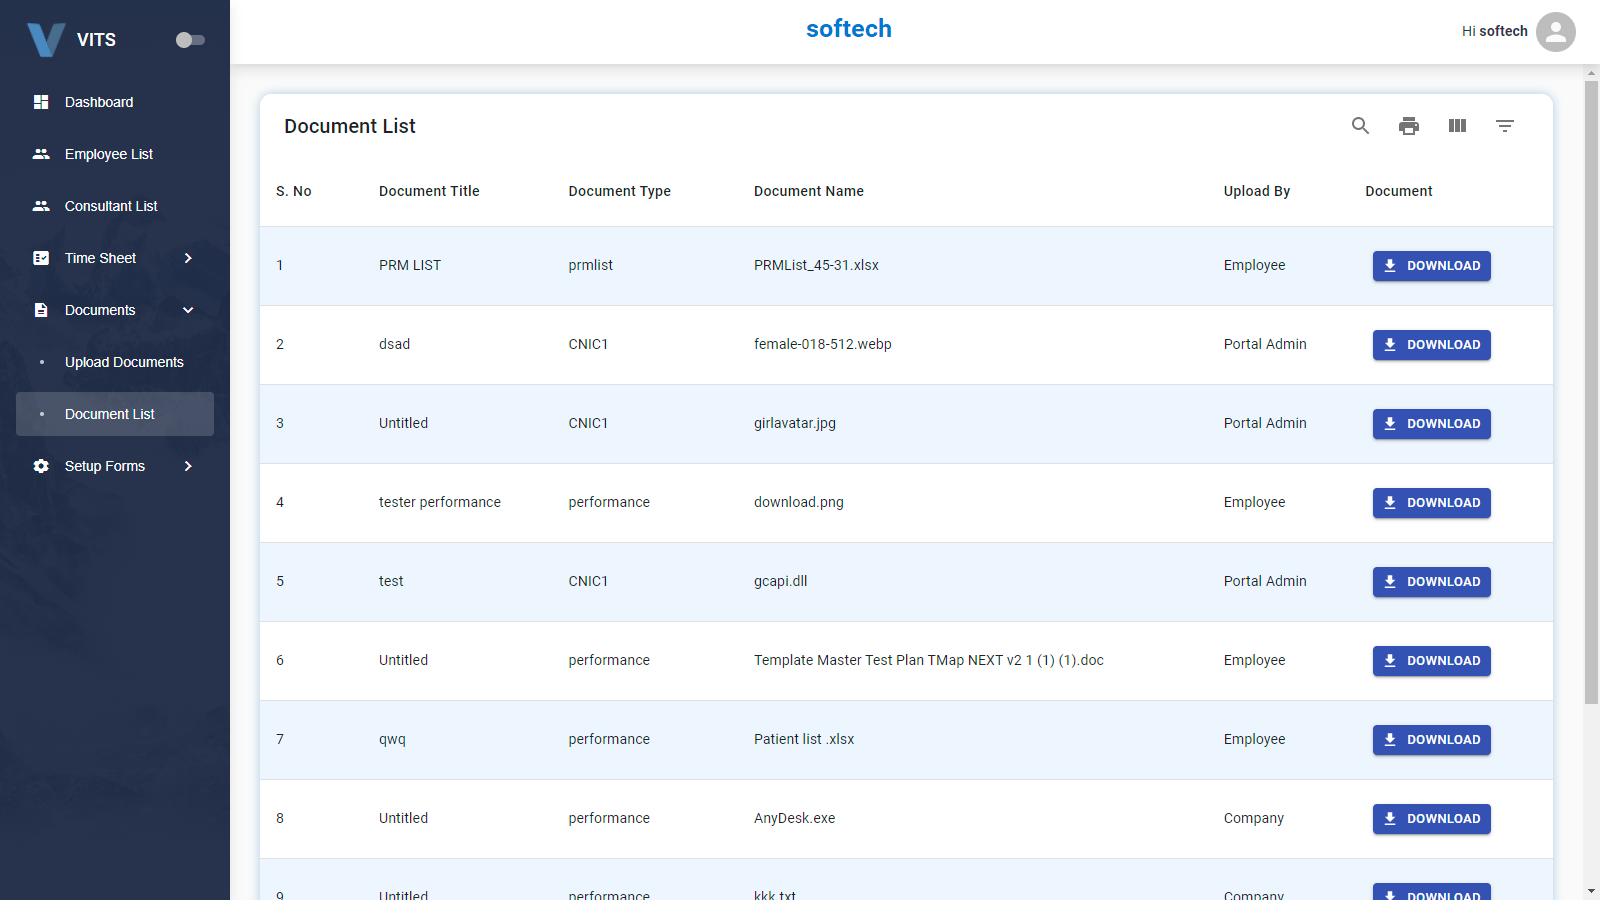 VITS
softech
Hi softech
Dashboard
Employee List
Consultant List
Time Sheet
Documents
Upload Documents
Document List
Setup Forms
Document List
S. No Document Title Document Type Document Name Upload By Document
1 PRM LIST prmlist PRMList_45-31.xlsx Employee DOWNLOAD
2 dsad CNIC1 female-018-512.webp Portal Admin DOWNLOAD
3 Untitled CNIC1 girlavatar.jpg Portal Admin DOWNLOAD
4 tester performance performance download.png Employee DOWNLOAD
5 test CNIC1 gcapi.dll Portal Admin DOWNLOAD
6 Untitled performance Template Master Test Plan TMap NEXT v2 1 (1) (1).doc Employee DOWNLOAD
7 qwq performance Patient list .xlsx Employee DOWNLOAD
8 Untitled performance AnyDesk.exe Company DOWNLOAD
9 Untitled performance kkk.txt Company DOWNLOAD